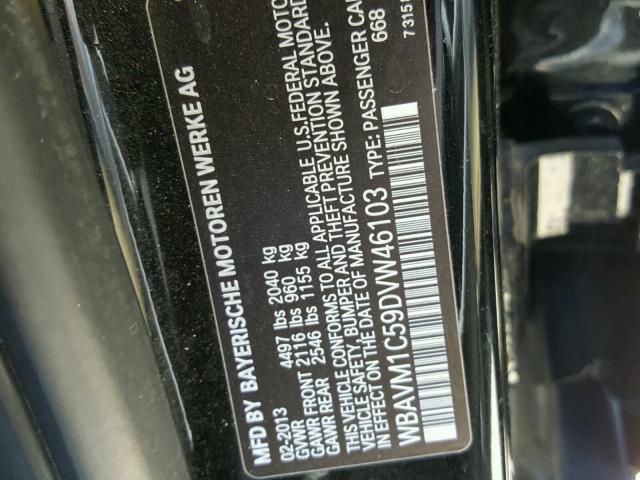 MFD BY BAYERISCHE MOTOREN WERKE AG
02-2013
GVWR 4497 lbs 2040 kg
GAWR FRONT 2116 lbs 960 kg
GAWR REAR 2546 lbs 1155 kg
THIS VEHICLE CONFORMS TO ALL APPLICABLE U.S. FEDERAL MOTO
VEHICLE SAFETY, BUMPER AND THEFT PREVENTION STANDARD
IN EFFECT ON DATE OF MANUFACTURE SHOWN ABOVE.
WBAVM1C59DVW46103 TYPE: PASSENGER CA
668
7315